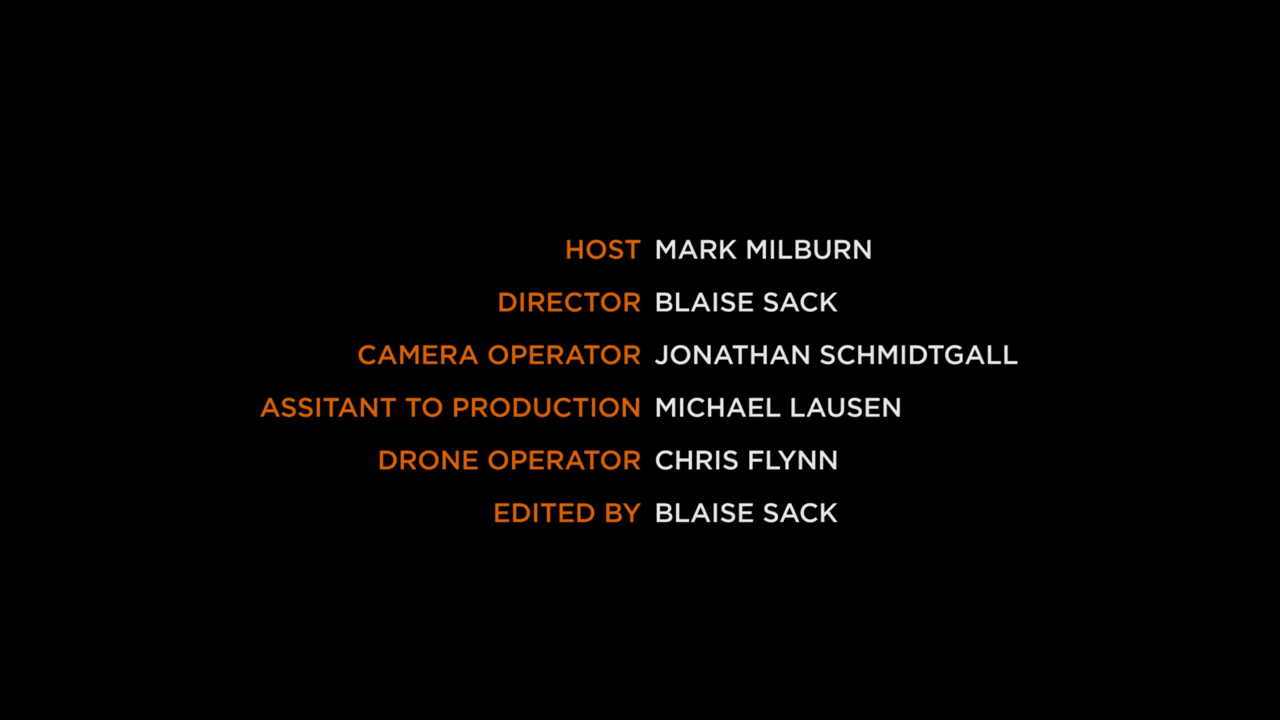 HOST MARK MILBURN
DIRECTOR BLAISE SACK
CAMERA OPERATOR JONATHAN SCHMIDTGALL
ASSITANT TO PRODUCTION MICHAEL LAUSEN
DRONE OPERATOR CHRIS FLYNN
EDITED BY BLAISE SACK